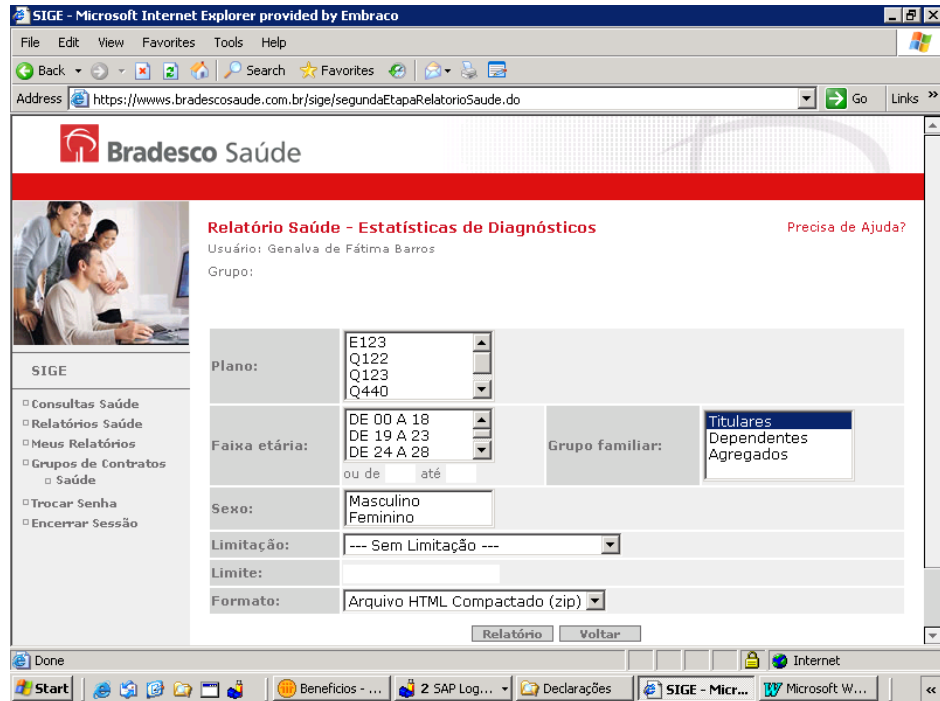 SIGE - Microsoft Internet Explorer provided by Embraco
File Edit View Favorites Tools Help
Back Search Favorites
Address https://wwws.bradescosaude.com.br/sige/segundaEtapaRelatorioSaude.do Go Links »
Bradesco Saúde
Relatório Saúde - Estatísticas de Diagnósticos Precisa de Ajuda?
Usuário: Genalva de Fátima Barros
Grupo:
SIGE
Consultas Saúde
Relatórios Saúde
Meus Relatórios
Grupos de Contratos
Saúde
Trocar Senha
Encerrar Sessão
Plano:
E123
Q122
Q123
Q440
Faixa etária:
DE 00 A 18
DE 19 A 23
DE 24 A 28
ou de até
Grupo familiar:
Titulares
Dependentes
Agregados
Sexo:
Masculino
Feminino
Limitação: --- Sem Limitação ---
Limite:
Formato: Arquivo HTML Compactado (zip)
Relatório Voltar
Done Internet
Start Beneficios - ... 2 SAP Log... Declarações SIGE - Micr... Microsoft W... «